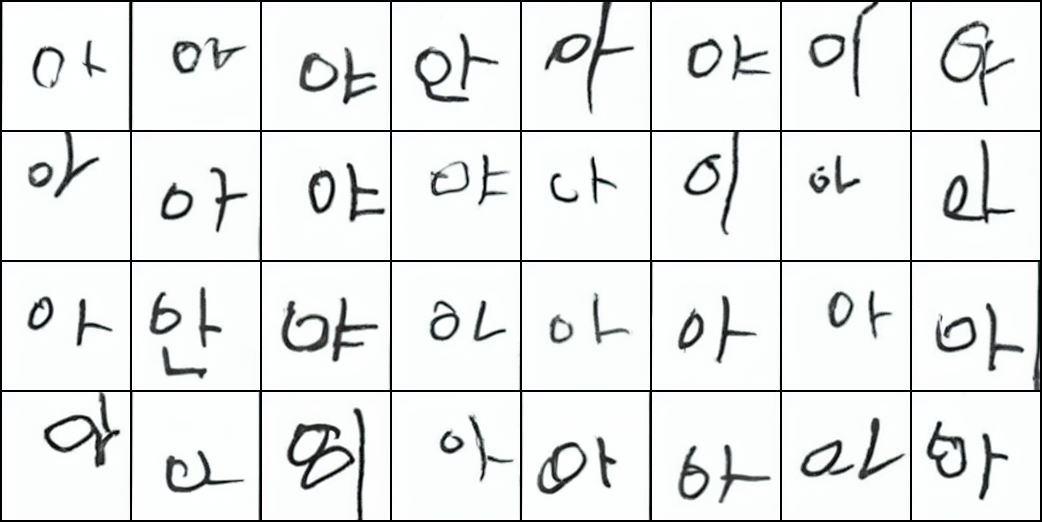 아 아 야 안 아 야 이 아
아 아 야 야 나 이 아 아
아 안 야 아 아 아 아 아
아 아 아 아 아 아 아